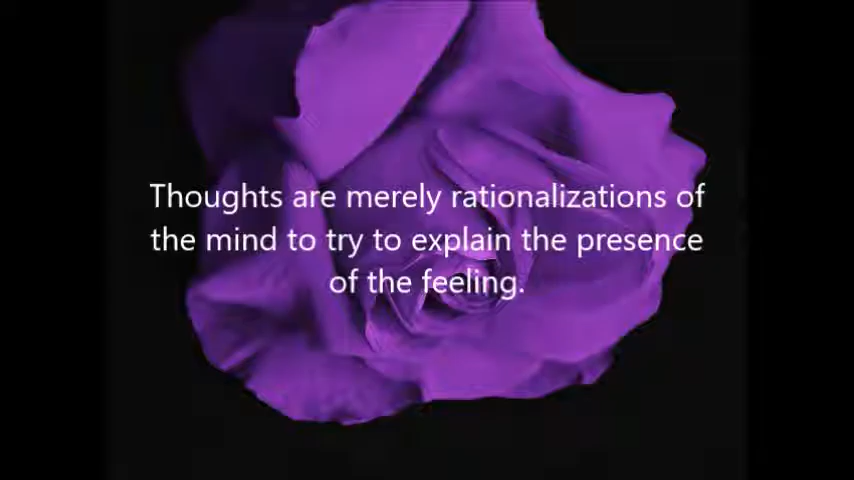 Thoughts are merely rationalizations of
the mind to try to explain the presence
of the feeling.